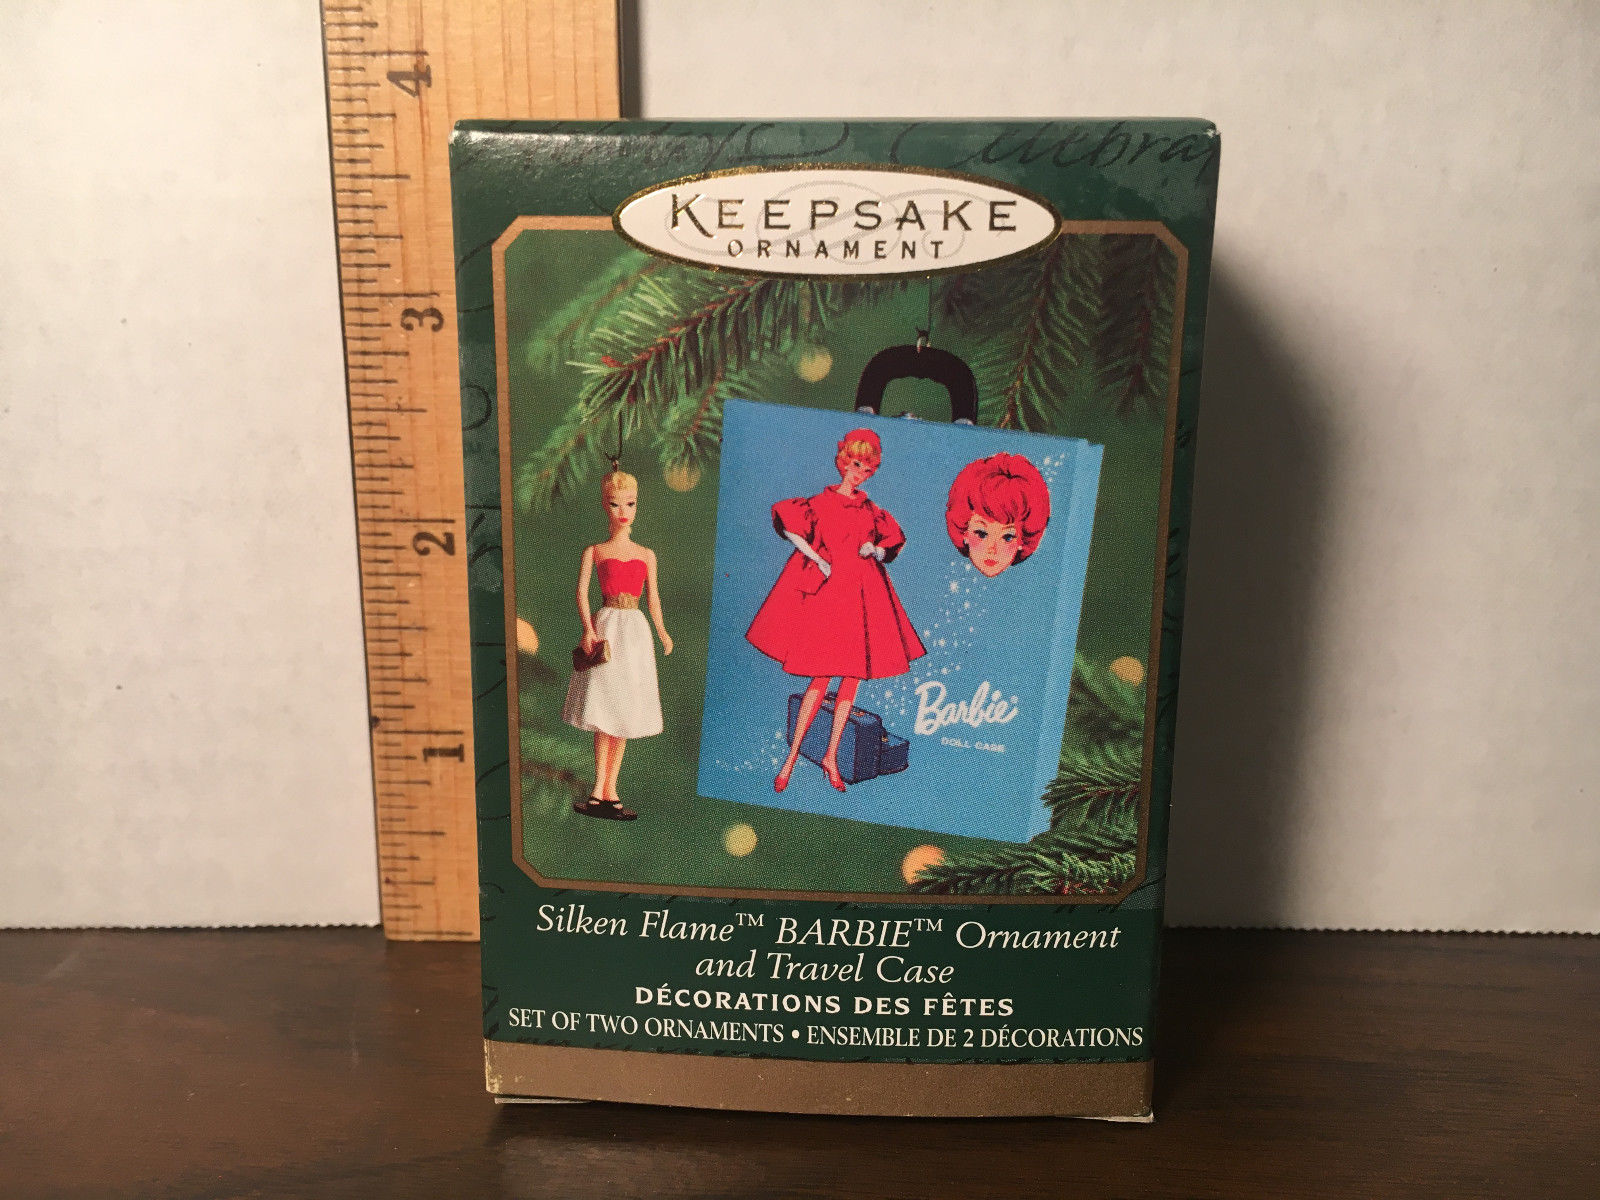 4
3
2
1
Celebra
KEEPSAKE
ORNAMENT
Barbie
DOLL CASE
Silken Flame™ BARBIE™ Ornament
and Travel Case
DÉCORATIONS DES FÊTES
SET OF TWO ORNAMENTS • ENSEMBLE DE 2 DÉCORATIONS